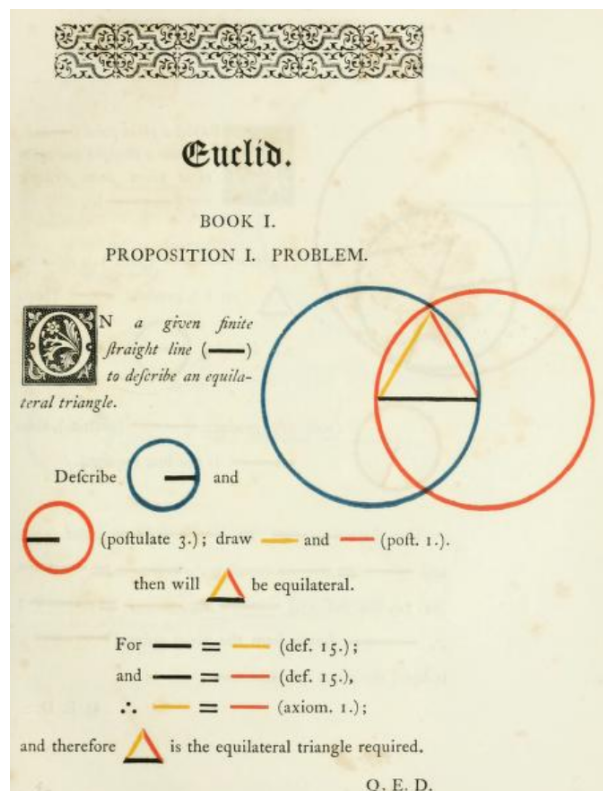 Euclid.
BOOK I.
PROPOSITION I. PROBLEM.
ON a given finite
ſtraight line ( )
to deſcribe an equila-
teral triangle.
Deſcribe and
(poſtulate 3.); draw and (poſt. 1.).
then will be equilateral.
For = (def. 15.);
and = (def. 15.),
∴ = (axiom. 1.);
and therefore is the equilateral triangle required.
Q. E. D.